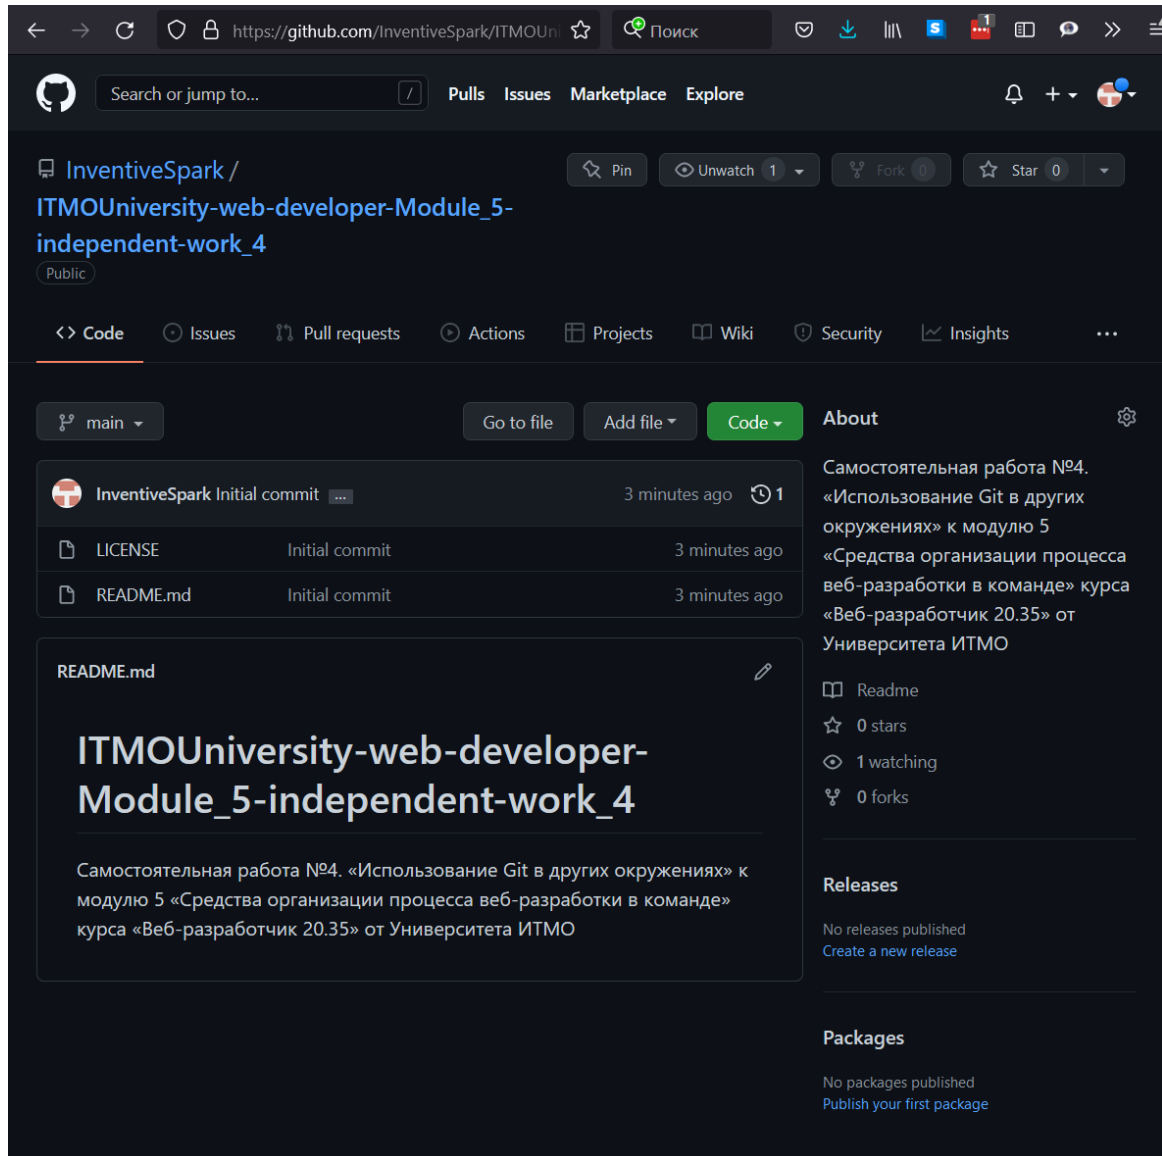 https://github.com/InventiveSpark/ITMOUn
Поиск
S
1
Search or jump to...
/
Pulls Issues Marketplace Explore
InventiveSpark /
ITMOUniversity-web-developer-Module_5-
independent-work_4
Public
Pin
Unwatch 1
Fork 0
Star 0
<> Code
Issues
Pull requests
Actions
Projects
Wiki
Security
Insights
...
main
Go to file
Add file
Code
InventiveSpark Initial commit ...
3 minutes ago
1
LICENSE Initial commit 3 minutes ago
README.md Initial commit 3 minutes ago
README.md
ITMOUniversity-web-developer-
Module_5-independent-work_4
Самостоятельная работа №4. «Использование Git в других окружениях» к
модулю 5 «Средства организации процесса веб-разработки в команде»
курса «Веб-разработчик 20.35» от Университета ИТМО
About
Самостоятельная работа №4.
«Использование Git в других
окружениях» к модулю 5
«Средства организации процесса
веб-разработки в команде» курса
«Веб-разработчик 20.35» от
Университета ИТМО
Readme
0 stars
1 watching
0 forks
Releases
No releases published
Create a new release
Packages
No packages published
Publish your first package